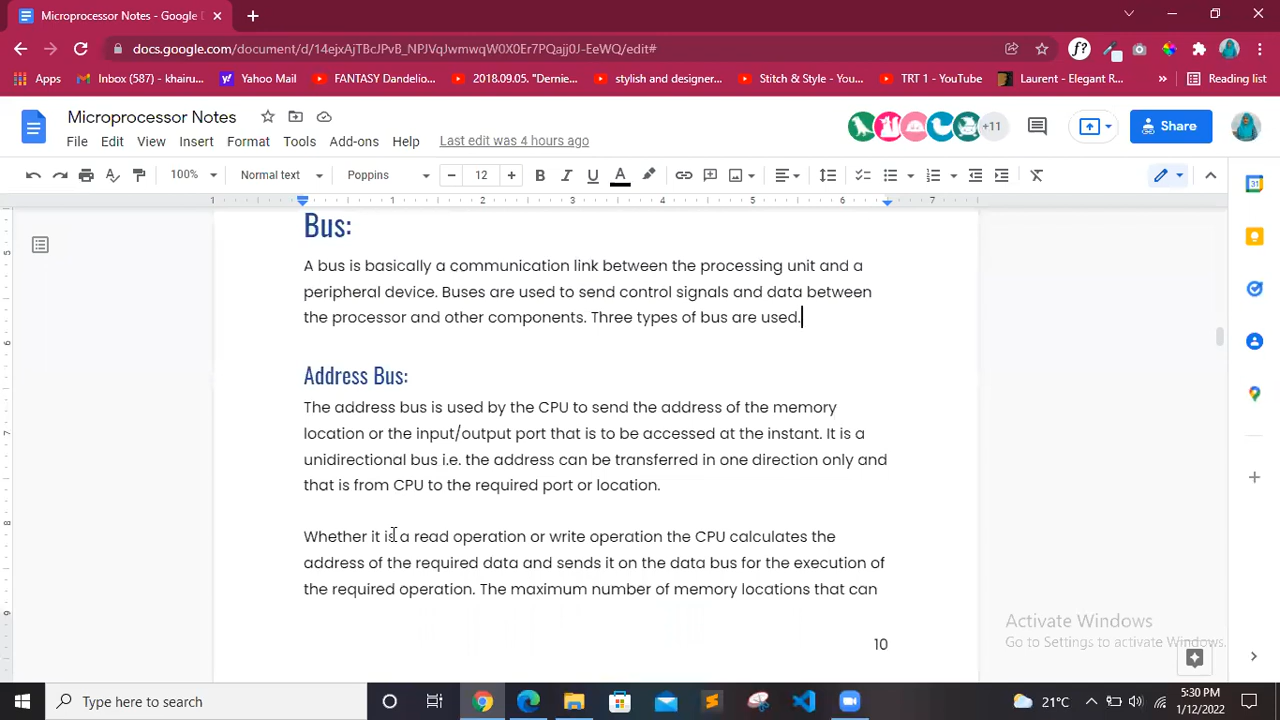 Microprocessor Notes - Google D
docs.google.com/document/d/14ejxAjTBcJPvB_NPJVqJwmwqW0X0Er7PQajj0J-EeWQ/edit#
Apps
Inbox (587) - khairu...
Yahoo Mail
FANTASY Dandelio...
2018.09.05. "Dernie...
stylish and designer...
Stitch & Style - You...
TRT 1 - YouTube
Laurent - Elegant R...
»
Reading list
Microprocessor Notes
+11
Share
File Edit View Insert Format Tools Add-ons Help Last edit was 4 hours ago
100% Normal text Poppins 12
1 1 2 3 4 5 6 7
Bus:
A bus is basically a communication link between the processing unit and a
peripheral device. Buses are used to send control signals and data between
the processor and other components. Three types of bus are used.
Address Bus:
The address bus is used by the CPU to send the address of the memory
location or the input/output port that is to be accessed at the instant. It is a
unidirectional bus i.e. the address can be transferred in one direction only and
that is from CPU to the required port or location.
Whether it is a read operation or write operation the CPU calculates the
address of the required data and sends it on the data bus for the execution of
the required operation. The maximum number of memory locations that can
10
Activate Windows
Go to Settings to activate Windows.
Type here to search
21°C
5:30 PM
1/12/2022